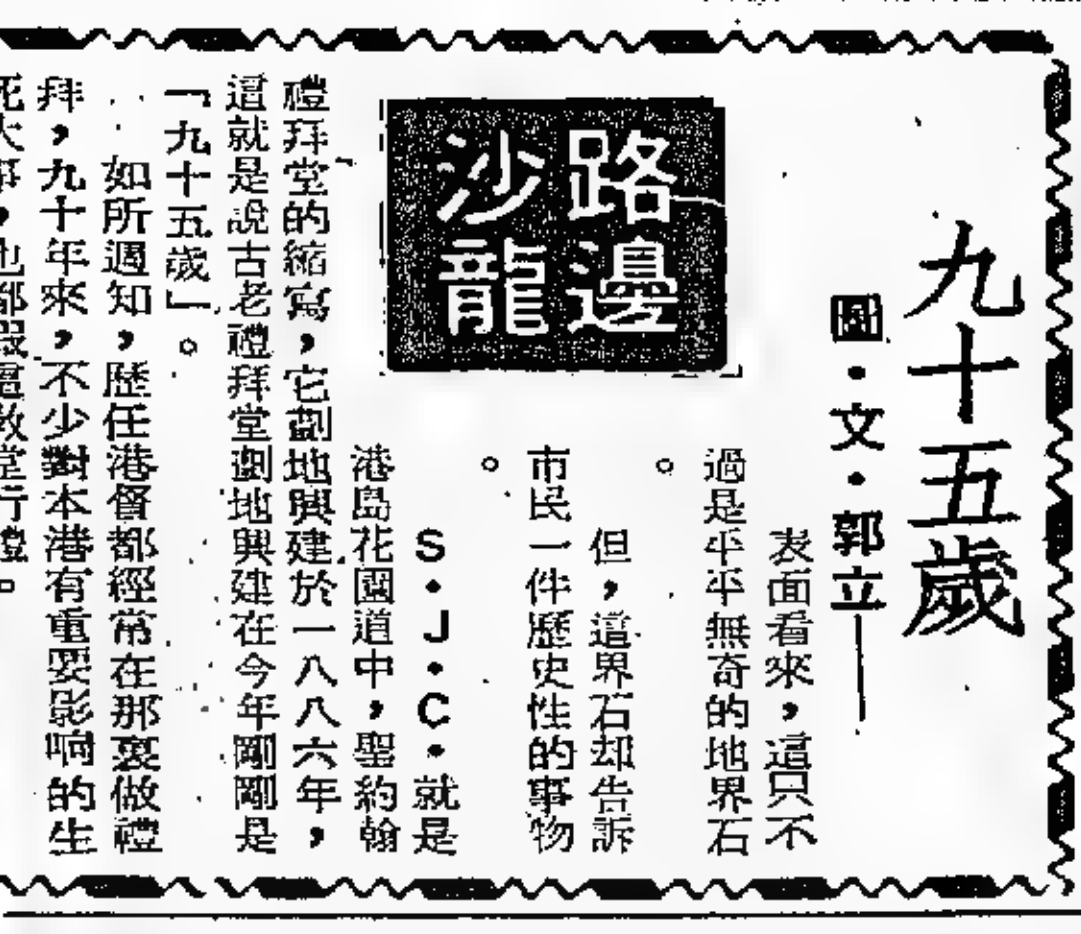 九十五歲
圖・文・郭立
路邊
沙龍
表面看來，這只不
過是平平無奇的地界石
。
但，這界石却告訴
市民一件歷史性的事物
。
S・J・C・就是
港島花園道中，聖約翰
禮拜堂的縮寫，它劃地興建於一八八六年，
這就是說古老禮拜堂劃地興建在今年剛剛是
「九十五歲」。
如所週知，歷任港督都經常在那裏做禮
拜，九十年來，不少對本港有重要影响的生
死大事，也都假這教堂行禮。